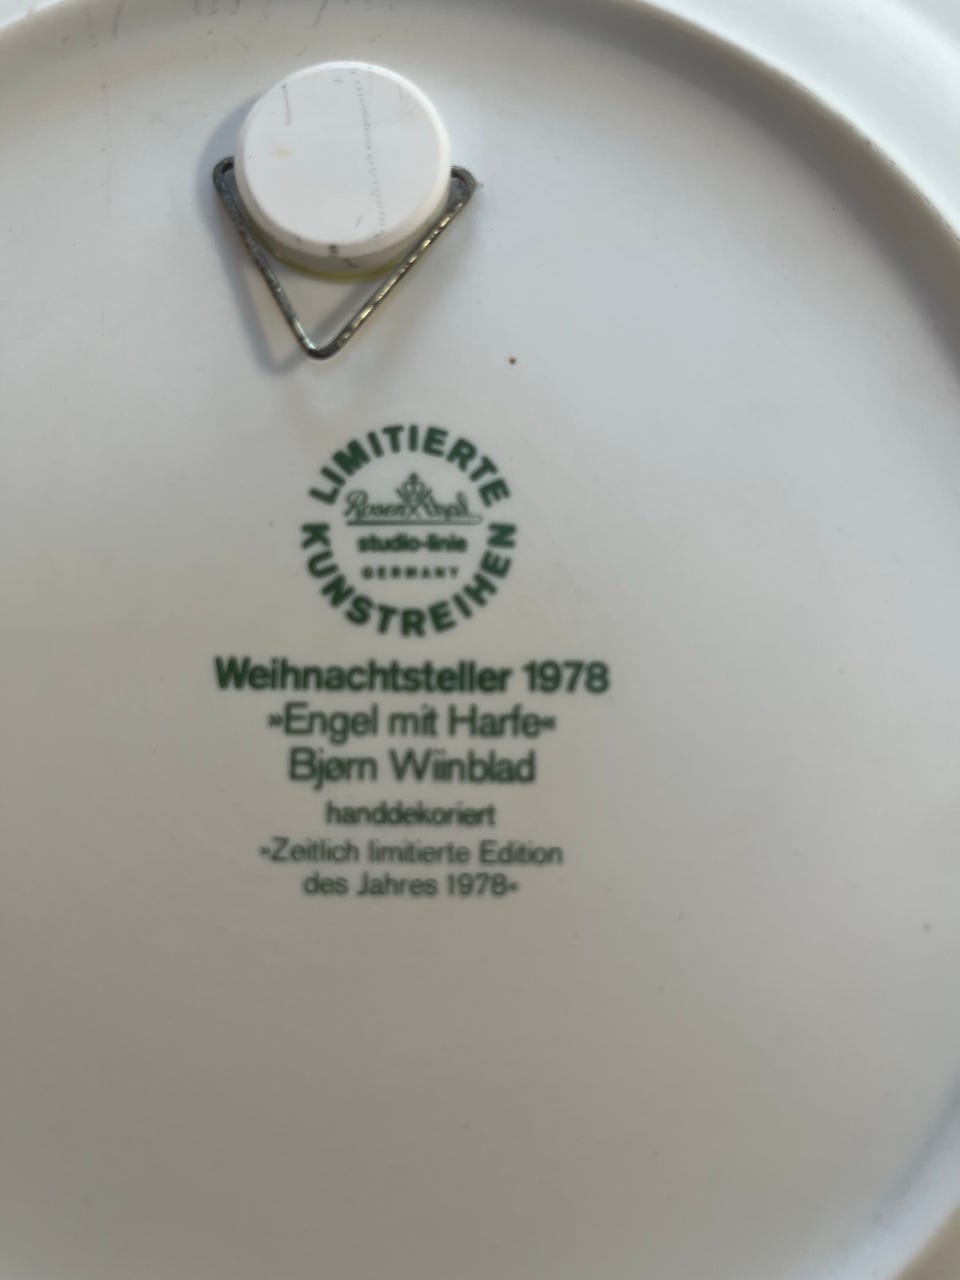 LIMITIERTE
Rosenthal
studio-linie
GERMANY
KUNSTREIHEN
Weihnachtsteller 1978
»Engel mit Harfe«
Bjørn Wiinblad
handdekoriert
»Zeitlich limitierte Edition
des Jahres 1978«